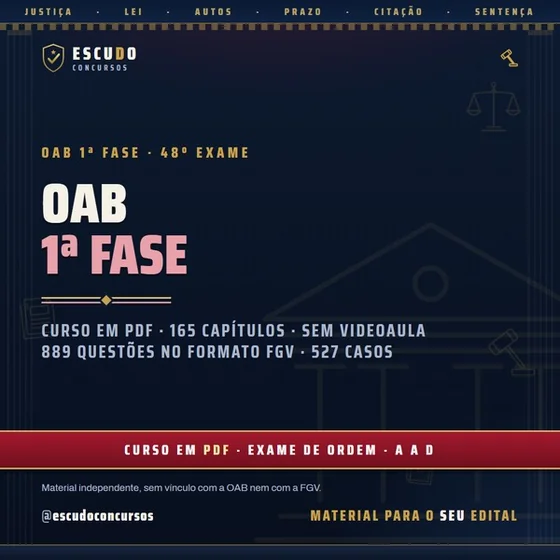 JUSTIÇA · LEI · AUTOS · PRAZO · CITAÇÃO · SENTENÇA
ESCUDO
CONCURSOS
OAB 1ª FASE · 48º EXAME
OAB
1ª FASE
CURSO EM PDF · 165 CAPÍTULOS · SEM VIDEOAULA
889 QUESTÕES NO FORMATO FGV · 527 CASOS
CURSO EM PDF · EXAME DE ORDEM · A A D
Material independente, sem vínculo com a OAB nem com a FGV.
@escudoconcursos
MATERIAL PARA O SEU EDITAL